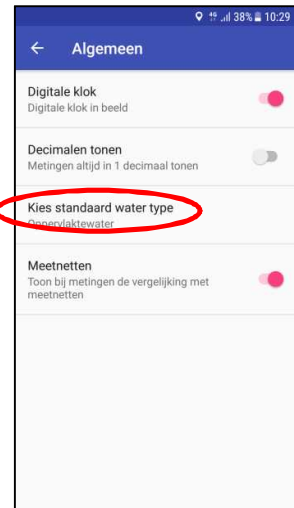 4G 38% 10:29
Algemeen
Digitale klok
Digitale klok in beeld
Decimalen tonen
Metingen altijd in 1 decimaal tonen
Kies standaard water type
Oppervlaktewater
Meetnetten
Toon bij metingen de vergelijking met
meetnetten